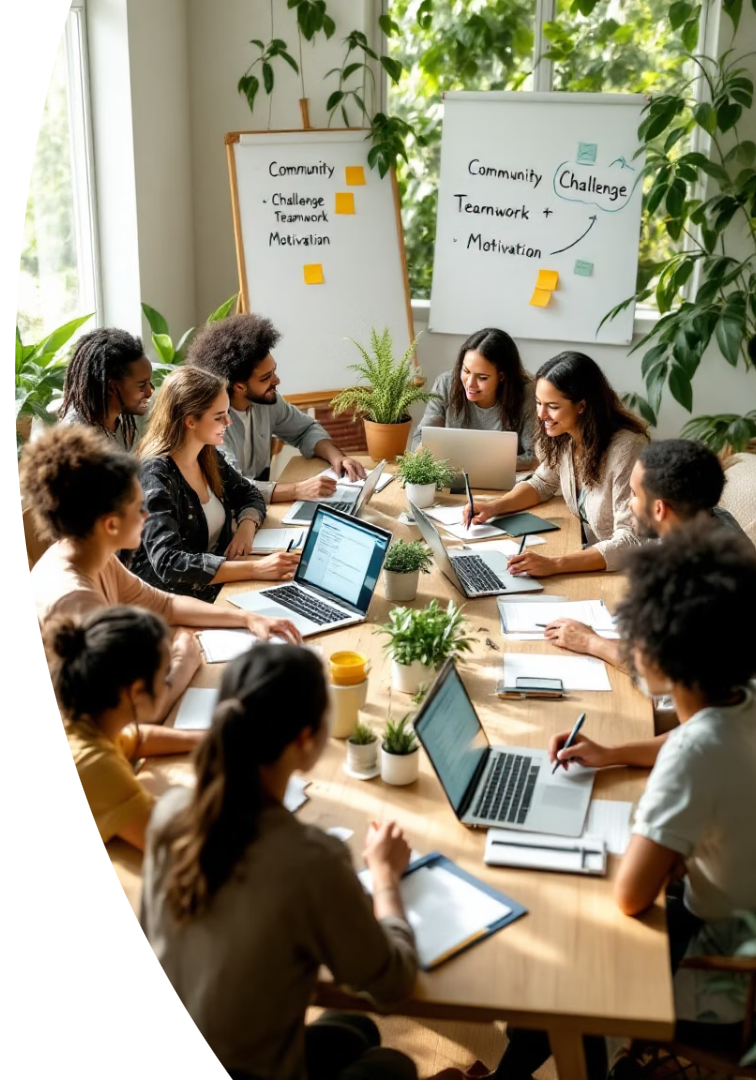 Community
• Challenge
Teamwork
Motivation
Community
Challenge
Teamwork +
• Motivation